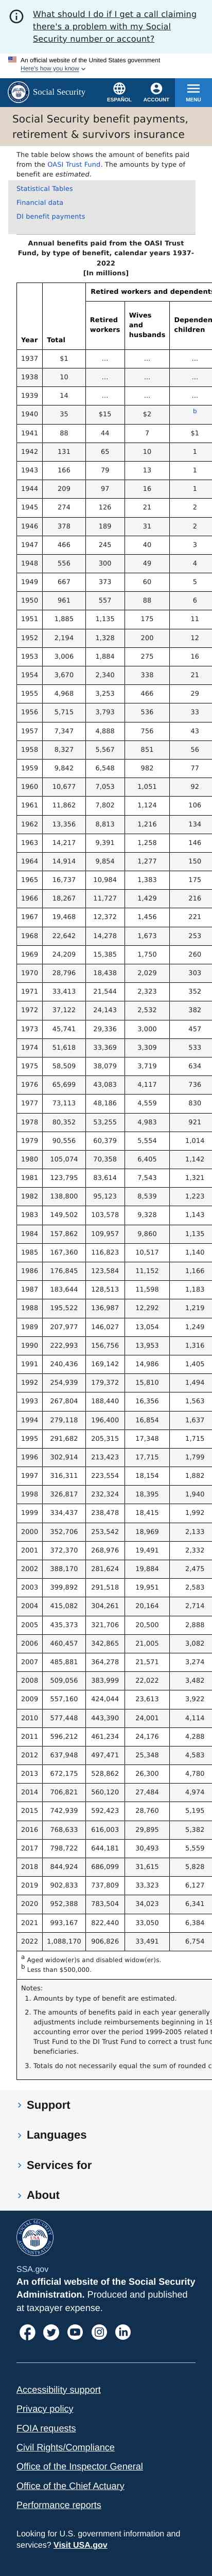 What should I do if I get a call claiming
there's a problem with my Social
Security number or account?
An official website of the United States government
Here's how you know
Social Security
ESPAÑOL
ACCOUNT
MENU
Social Security benefit payments,
retirement & survivors insurance
The table below shows the amount of benefits paid
from the OASI Trust Fund. The amounts by type of
benefit are estimated.
Statistical Tables
Financial data
DI benefit payments
Annual benefits paid from the OASI Trust
Fund, by type of benefit, calendar years 1937-
2022
[In millions]
Retired workers and dependent
Year Total Retired workers Wives and husbands Dependen children
1937 $1 ... ... ...
1938 10 ... ... ...
1939 14 ... ... ...
1940 35 $15 $2 b
1941 88 44 7 $1
1942 131 65 10 1
1943 166 79 13 1
1944 209 97 16 1
1945 274 126 21 2
1946 378 189 31 2
1947 466 245 40 3
1948 556 300 49 4
1949 667 373 60 5
1950 961 557 88 6
1951 1,885 1,135 175 11
1952 2,194 1,328 200 12
1953 3,006 1,884 275 16
1954 3,670 2,340 338 21
1955 4,968 3,253 466 29
1956 5,715 3,793 536 33
1957 7,347 4,888 756 43
1958 8,327 5,567 851 56
1959 9,842 6,548 982 77
1960 10,677 7,053 1,051 92
1961 11,862 7,802 1,124 106
1962 13,356 8,813 1,216 134
1963 14,217 9,391 1,258 146
1964 14,914 9,854 1,277 150
1965 16,737 10,984 1,383 175
1966 18,267 11,727 1,429 216
1967 19,468 12,372 1,456 221
1968 22,642 14,278 1,673 253
1969 24,209 15,385 1,750 260
1970 28,796 18,438 2,029 303
1971 33,413 21,544 2,323 352
1972 37,122 24,143 2,532 382
1973 45,741 29,336 3,000 457
1974 51,618 33,369 3,309 533
1975 58,509 38,079 3,719 634
1976 65,699 43,083 4,117 736
1977 73,113 48,186 4,559 830
1978 80,352 53,255 4,983 921
1979 90,556 60,379 5,554 1,014
1980 105,074 70,358 6,405 1,142
1981 123,795 83,614 7,543 1,321
1982 138,800 95,123 8,539 1,223
1983 149,502 103,578 9,328 1,143
1984 157,862 109,957 9,860 1,135
1985 167,360 116,823 10,517 1,140
1986 176,845 123,584 11,152 1,166
1987 183,644 128,513 11,598 1,183
1988 195,522 136,987 12,292 1,219
1989 207,977 146,027 13,054 1,249
1990 222,993 156,756 13,953 1,316
1991 240,436 169,142 14,986 1,405
1992 254,939 179,372 15,810 1,494
1993 267,804 188,440 16,356 1,563
1994 279,118 196,400 16,854 1,637
1995 291,682 205,315 17,348 1,715
1996 302,914 213,423 17,715 1,799
1997 316,311 223,554 18,154 1,882
1998 326,817 232,324 18,395 1,940
1999 334,437 238,478 18,415 1,992
2000 352,706 253,542 18,969 2,133
2001 372,370 268,976 19,491 2,332
2002 388,170 281,624 19,884 2,475
2003 399,892 291,518 19,951 2,583
2004 415,082 304,261 20,164 2,714
2005 435,373 321,706 20,500 2,888
2006 460,457 342,865 21,005 3,082
2007 485,881 364,278 21,571 3,274
2008 509,056 383,999 22,022 3,482
2009 557,160 424,044 23,613 3,922
2010 577,448 443,390 24,001 4,114
2011 596,212 461,234 24,176 4,288
2012 637,948 497,471 25,348 4,583
2013 672,175 528,862 26,300 4,780
2014 706,821 560,120 27,484 4,974
2015 742,939 592,423 28,760 5,195
2016 768,633 616,003 29,895 5,382
2017 798,722 644,181 30,493 5,559
2018 844,924 686,099 31,615 5,828
2019 902,833 737,809 33,323 6,127
2020 952,388 783,504 34,023 6,341
2021 993,167 822,440 33,050 6,384
2022 1,088,170 906,826 33,491 6,754
a Aged widow(er)s and disabled widow(er)s.
b Less than $500,000.
Notes:
1. Amounts by type of benefit are estimated.
2. The amounts of benefits paid in each year generally
adjustments include reimbursements beginning in 19
accounting error over the period 1999-2005 related t
Trust Fund to the DI Trust Fund to correct a trust func
beneficiaries.
3. Totals do not necessarily equal the sum of rounded c
Support
Languages
Services for
About
SSA.gov
An official website of the Social Security
Administration. Produced and published
at taxpayer expense.
Accessibility support
Privacy policy
FOIA requests
Civil Rights/Compliance
Office of the Inspector General
Office of the Chief Actuary
Performance reports
Looking for U.S. government information and
services? Visit USA.gov